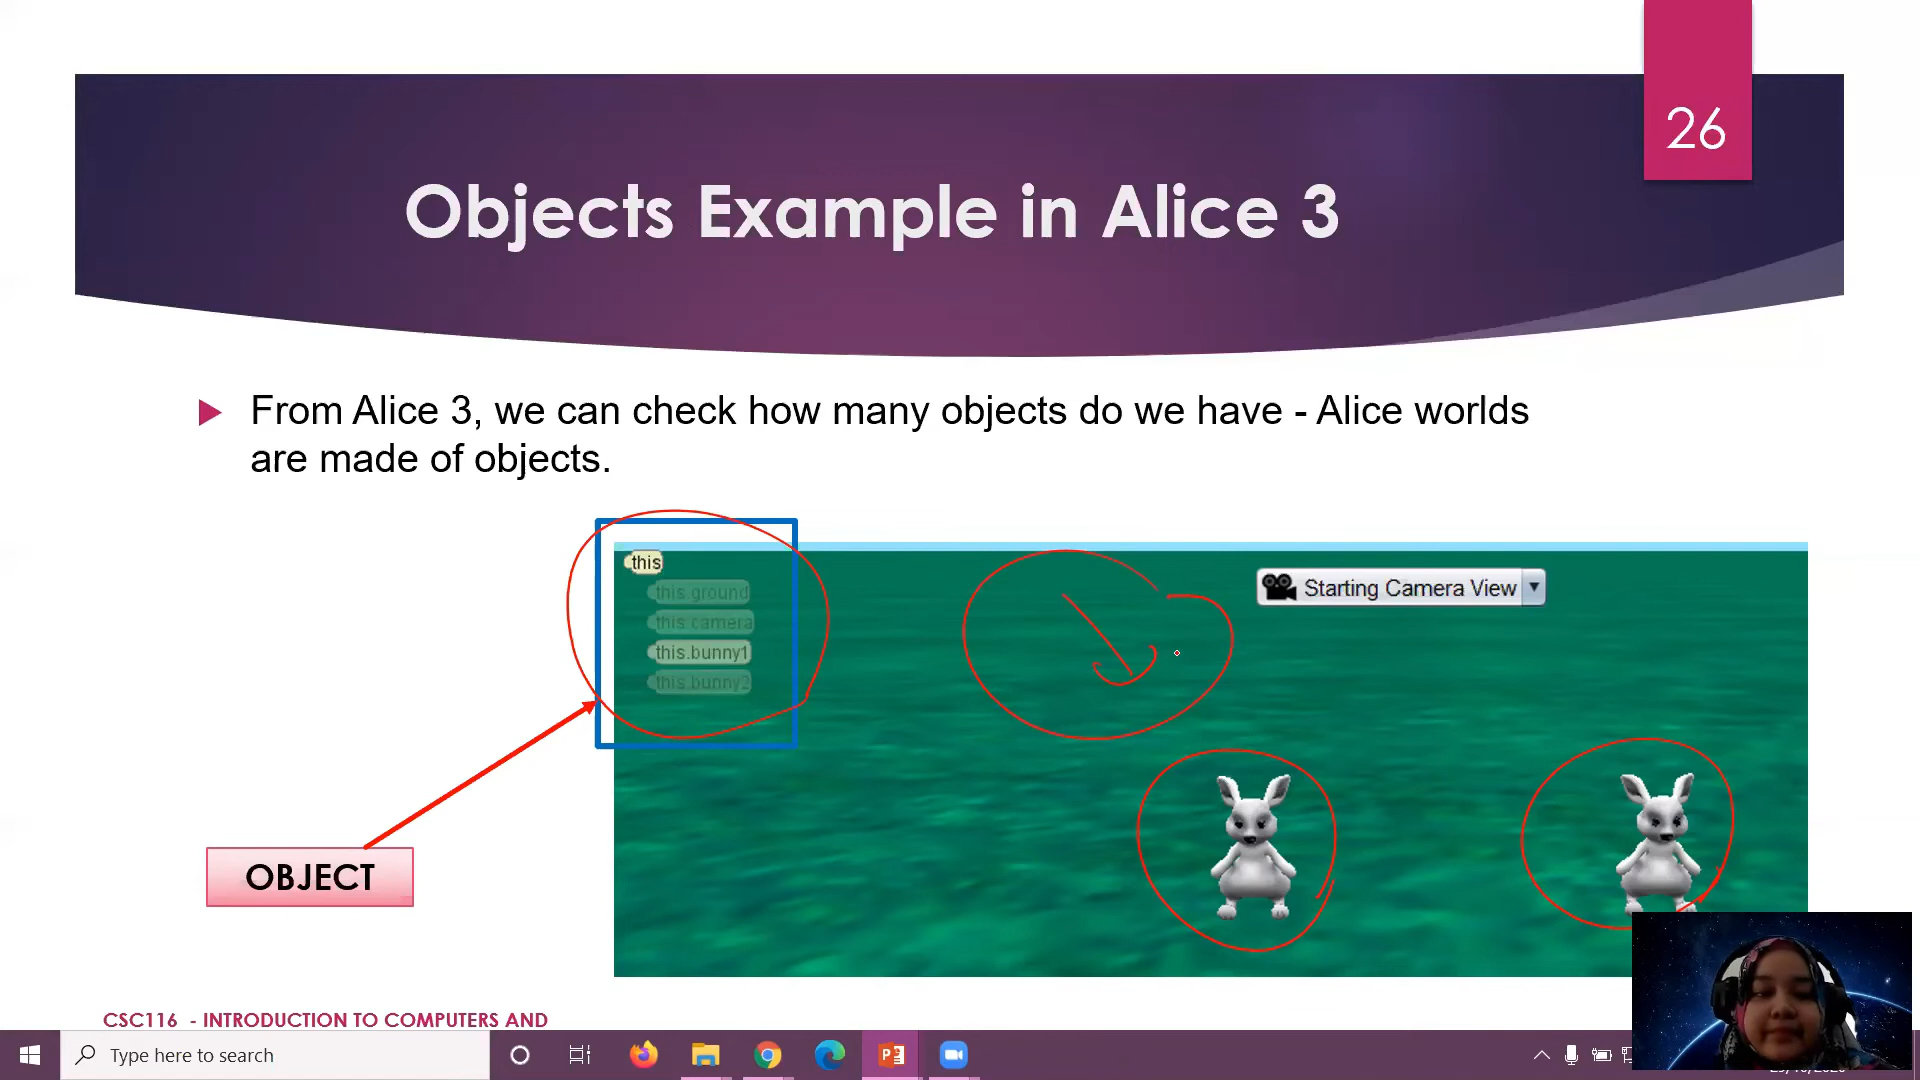 26
Objects Example in Alice 3
From Alice 3, we can check how many objects do we have - Alice worlds
are made of objects.
this
this.ground
this.camera
this.bunny1
this.bunny2
Starting Camera View
OBJECT
CSC116 - INTRODUCTION TO COMPUTERS AND
Type here to search